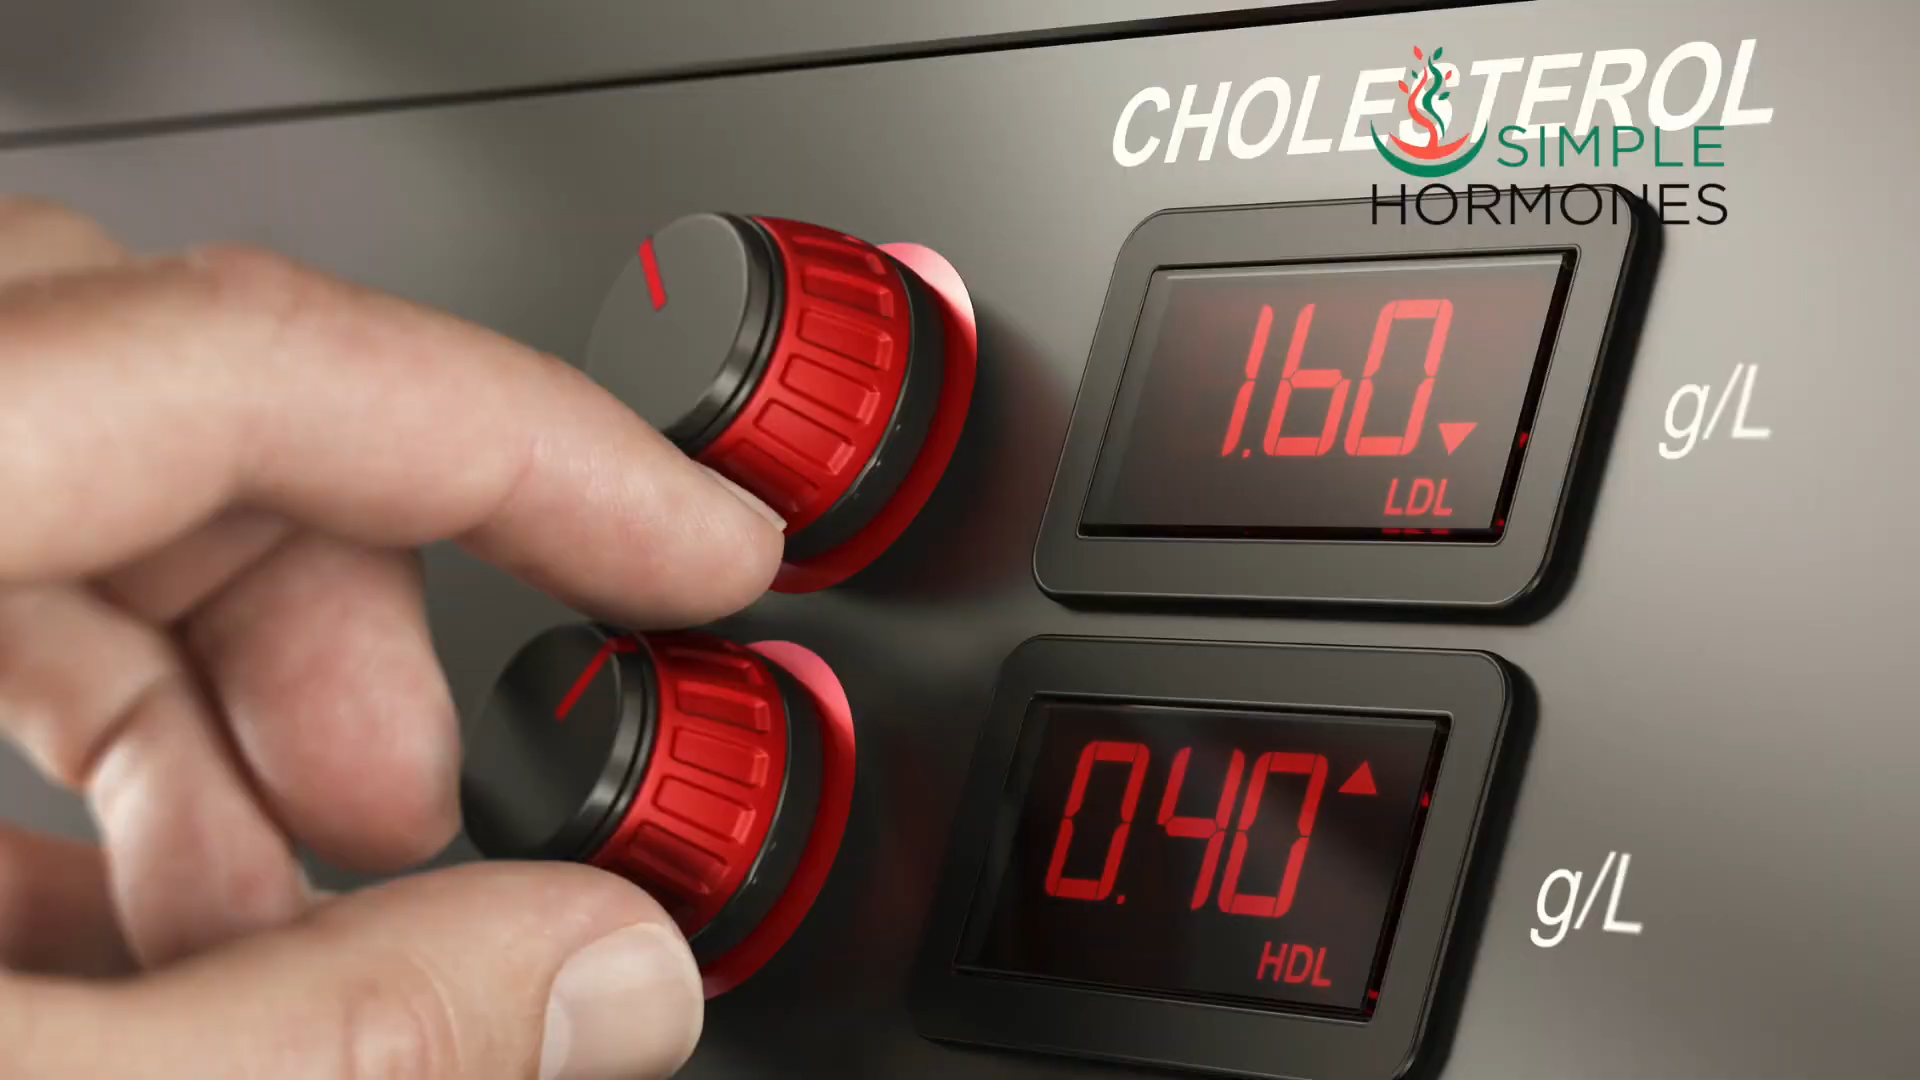 CHOLESTEROL
SIMPLE
HORMONES
1.60
LDL
g/L
0.40
HDL
g/L